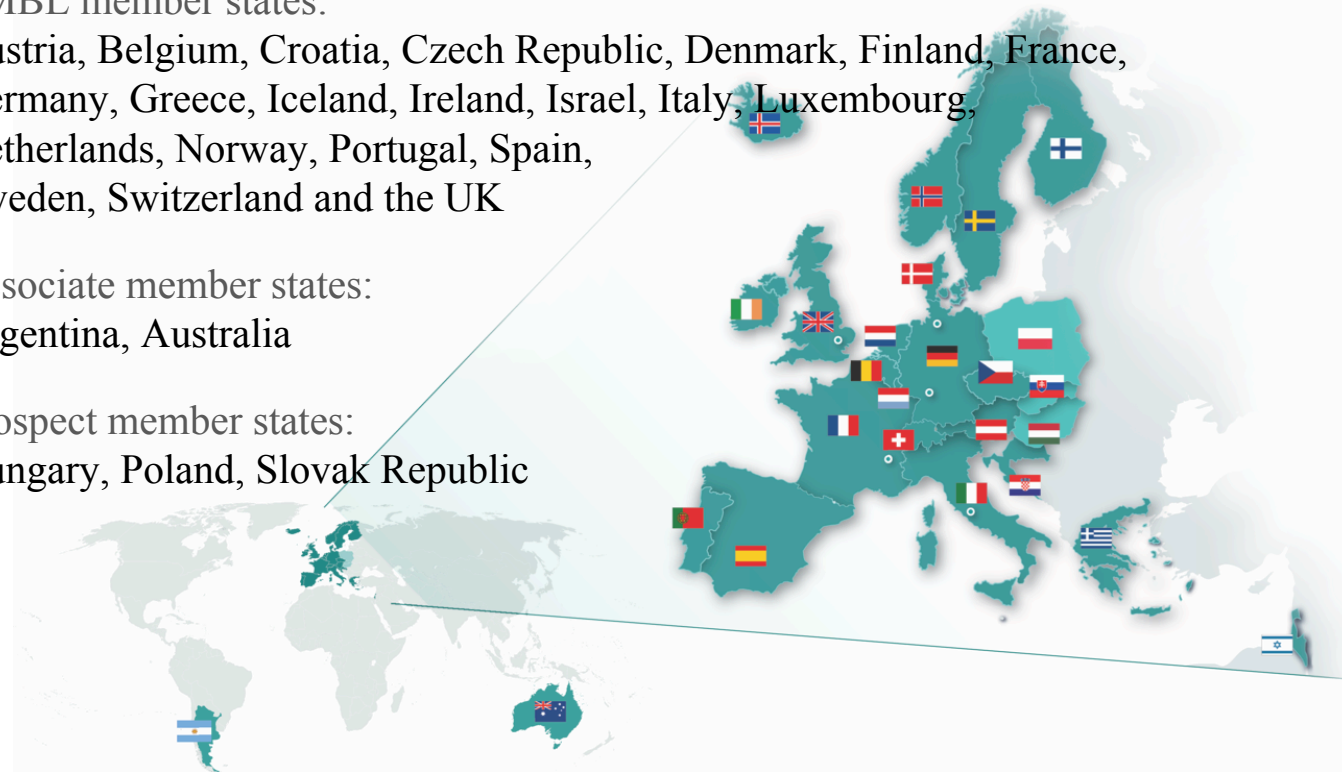 MBL member states:
ustria, Belgium, Croatia, Czech Republic, Denmark, Finland, France,
ermany, Greece, Iceland, Ireland, Israel, Italy, Luxembourg,
etherlands, Norway, Portugal, Spain,
weden, Switzerland and the UK
sociate member states:
gentina, Australia
ospect member states:
ungary, Poland, Slovak Republic